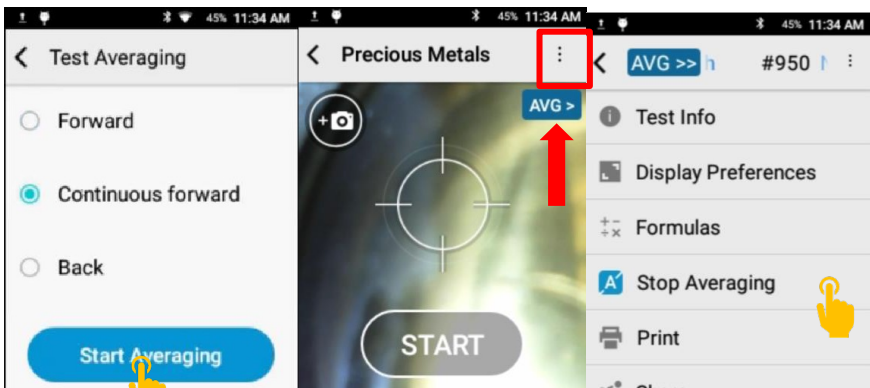 45% 11:34 AM
Test Averaging
Forward
Continuous forward
Back
Start Averaging
45% 11:34 AM
Precious Metals
AVG >
START
45% 11:34 AM
AVG >> h #950
Test Info
Display Preferences
Formulas
Stop Averaging
Print